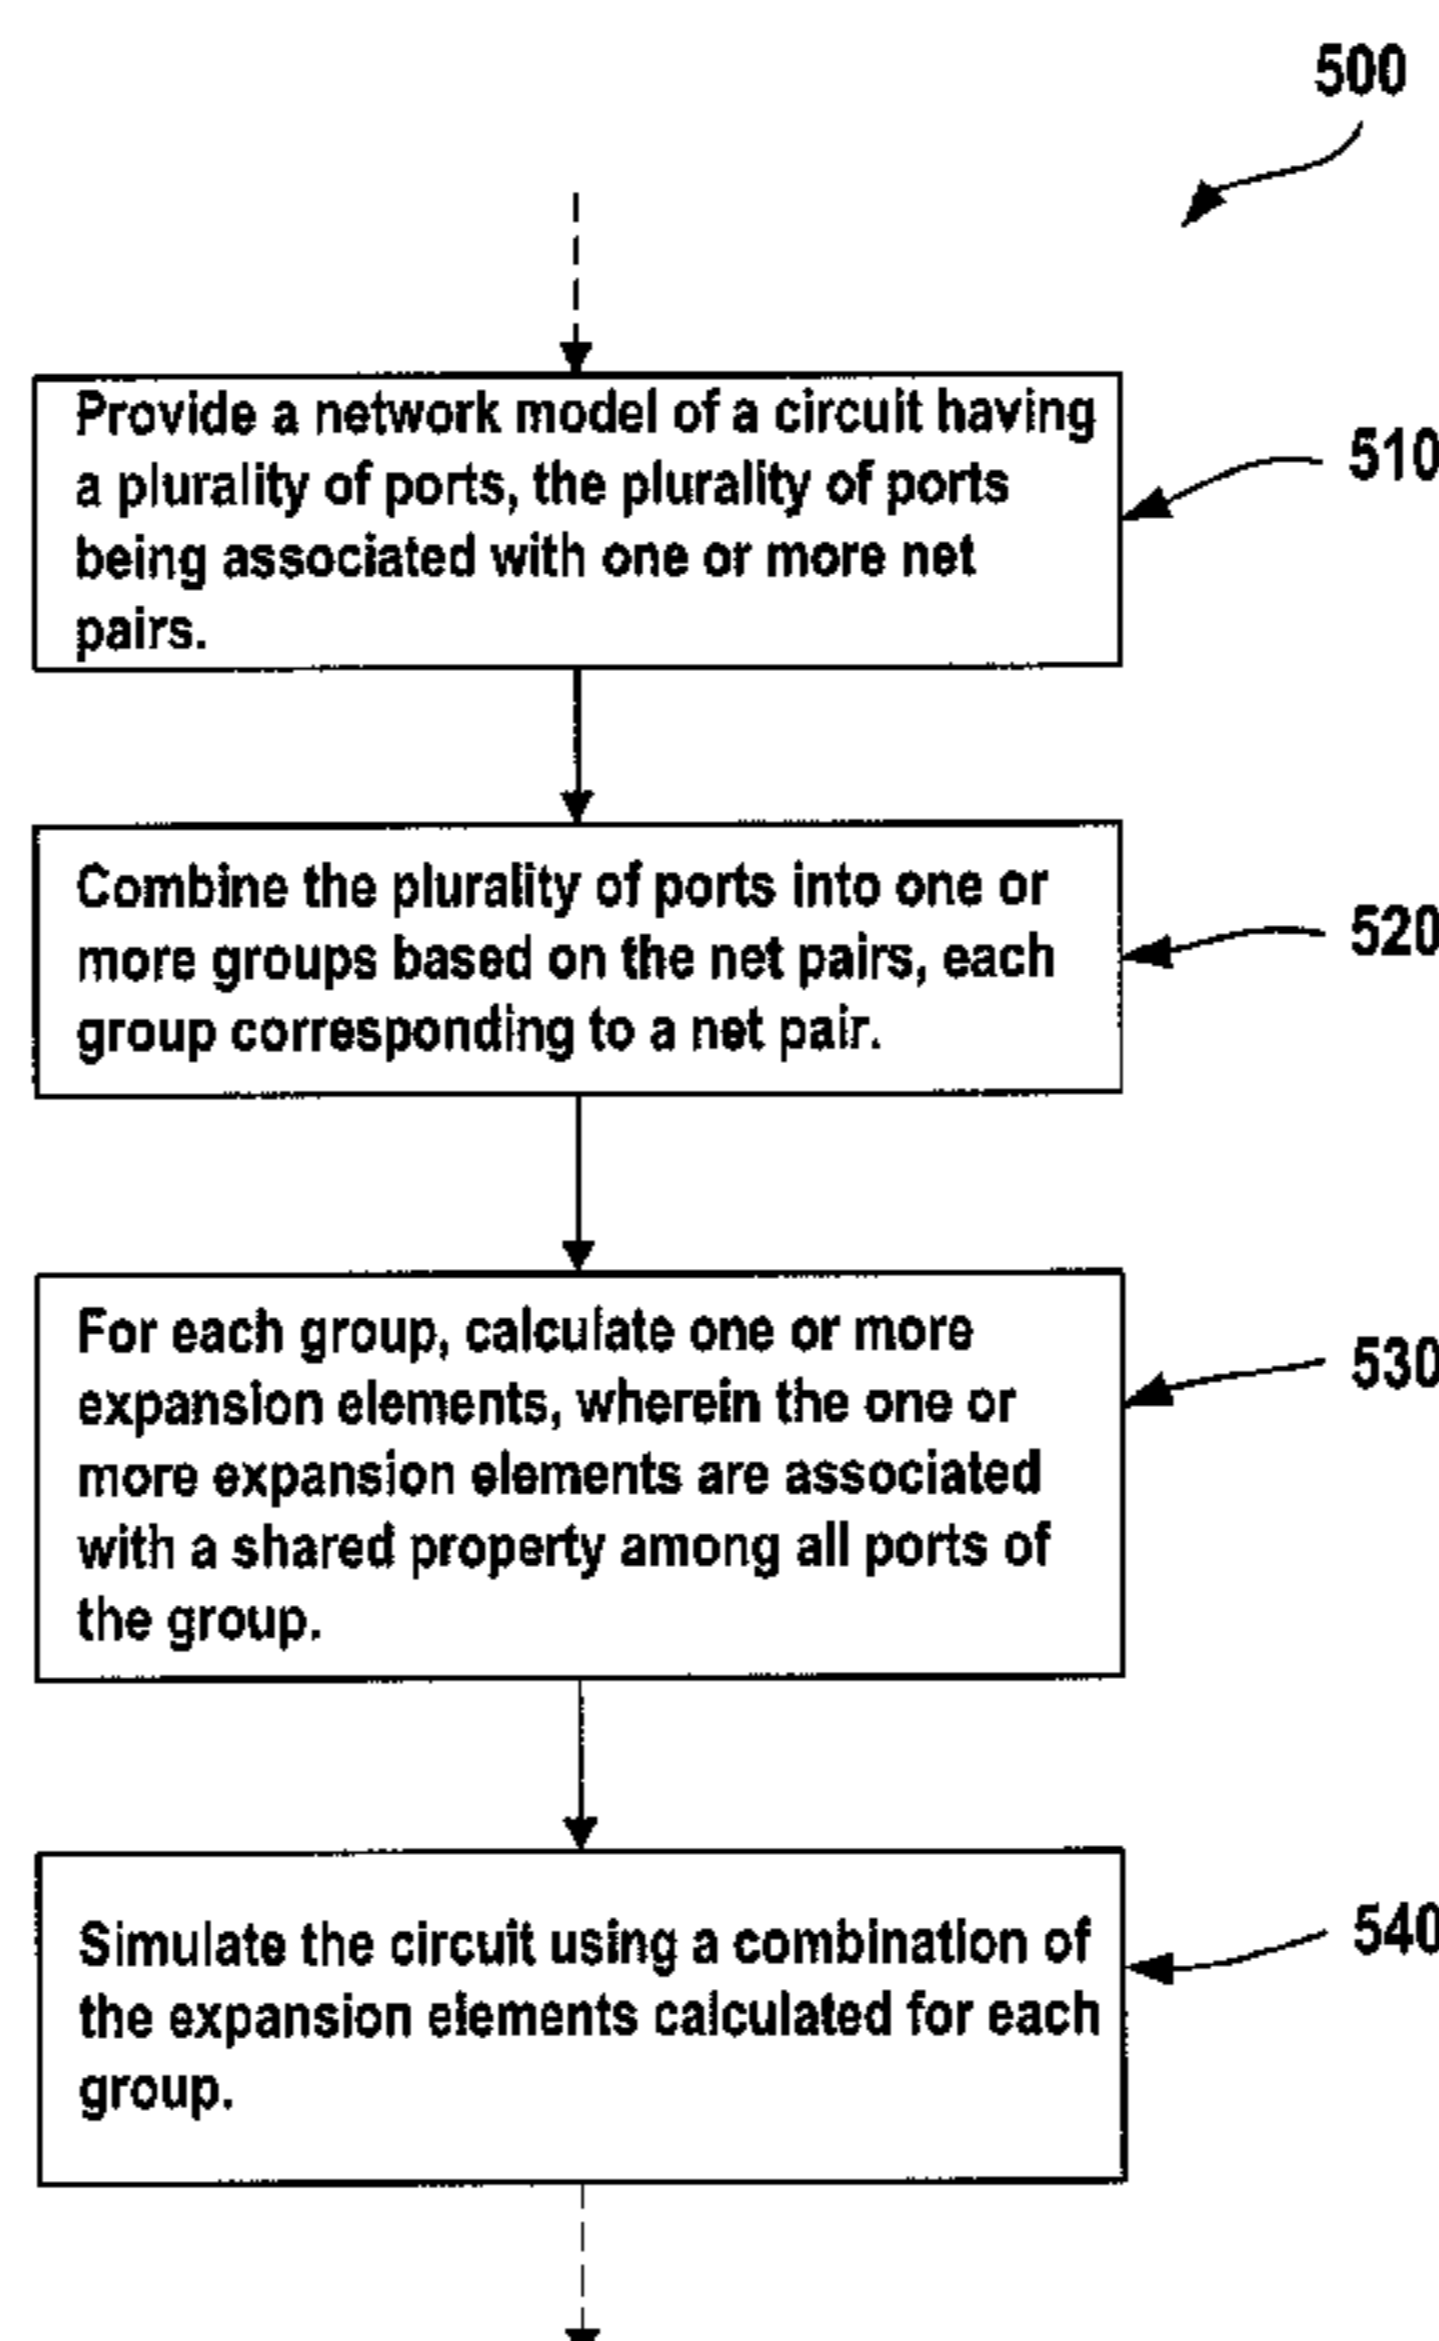 500
Provide a network model of a circuit having
a plurality of ports, the plurality of ports
being associated with one or more net
pairs.
510
Combine the plurality of ports into one or
more groups based on the net pairs, each
group corresponding to a net pair.
520
For each group, calculate one or more
expansion elements, wherein the one or
more expansion elements are associated
with a shared property among all ports of
the group.
530
Simulate the circuit using a combination of
the expansion elements calculated for each
group.
540